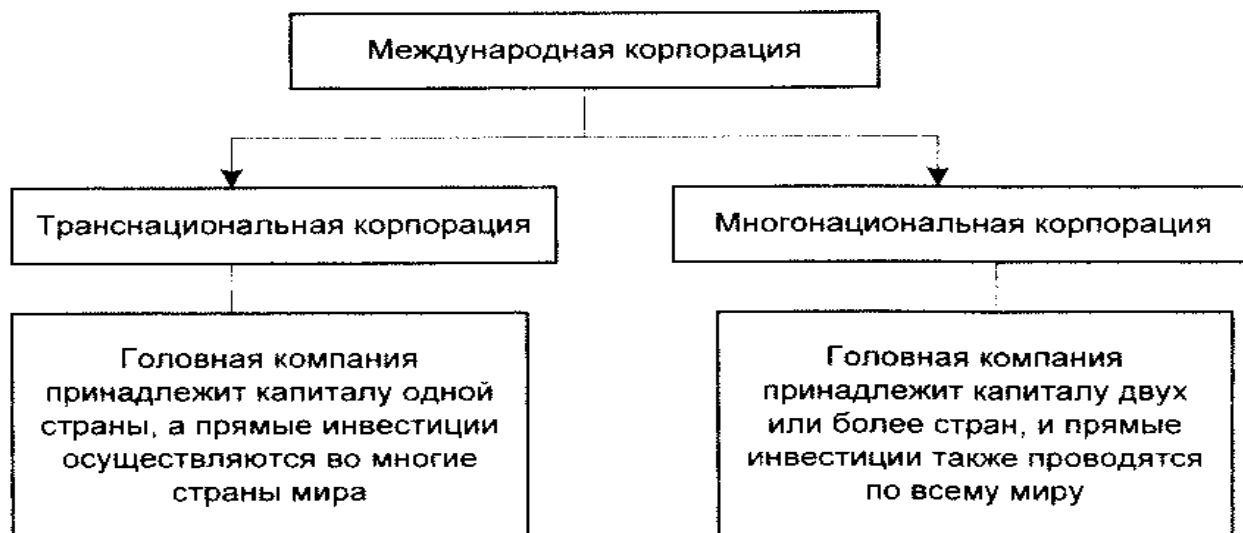 Международная корпорация
Транснациональная корпорация
Многонациональная корпорация
Головная компания
принадлежит капиталу одной
страны, а прямые инвестиции
осуществляются во многие
страны мира
Головная компания
принадлежит капиталу двух
или более стран, и прямые
инвестиции также проводятся
по всему миру